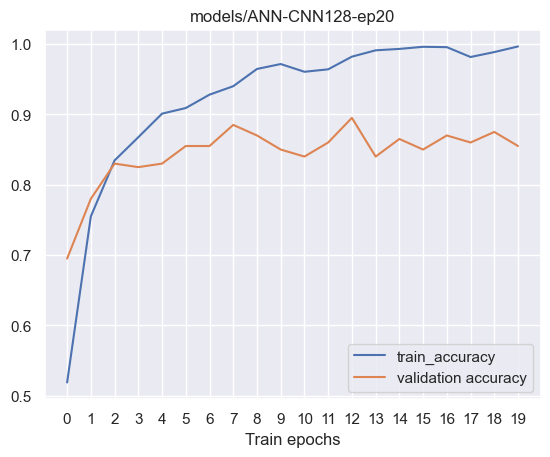 models/ANN-CNN128-ep20
1.0
0.9
0.8
0.7
0.6
0.5
train_accuracy
validation accuracy
0 1 2 3 4 5 6 7 8 9 10 11 12 13 14 15 16 17 18 19
Train epochs